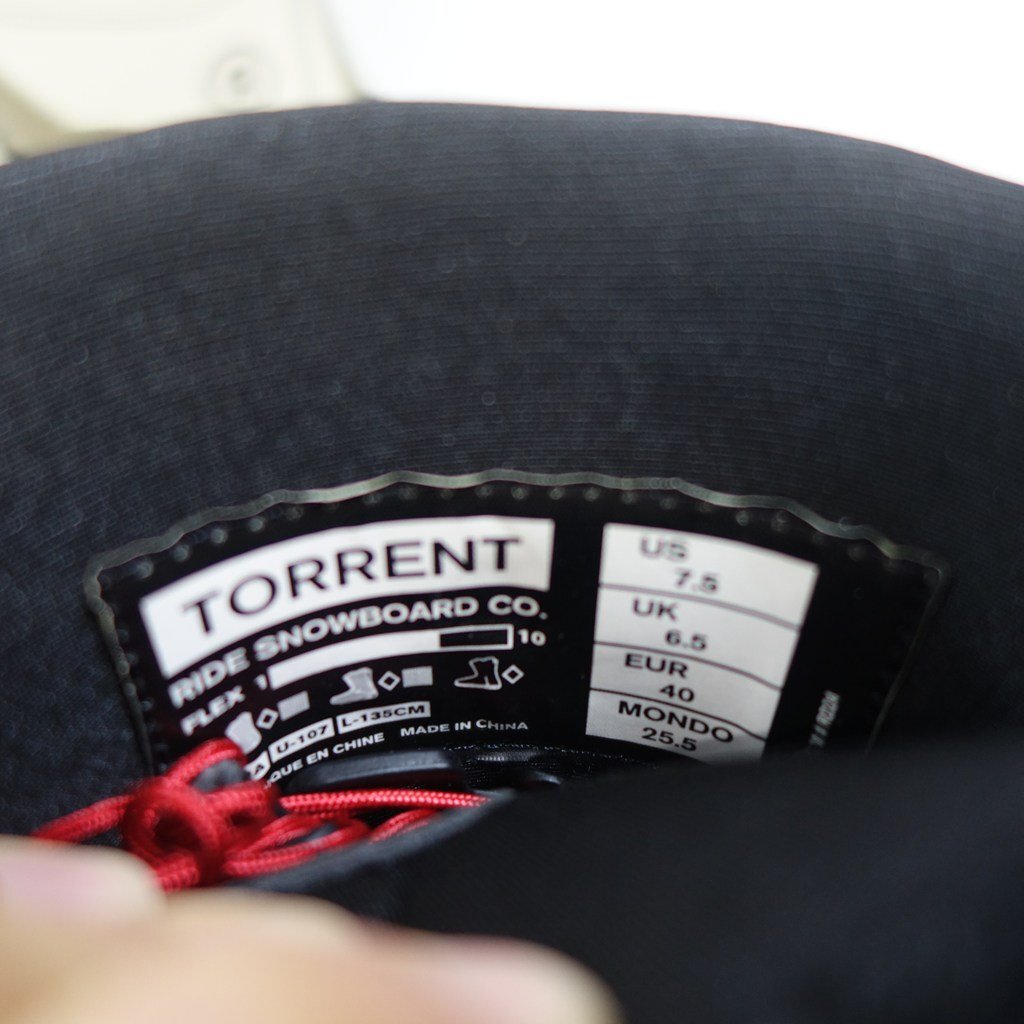 TORRENT
RIDE SNOWBOARD CO.
FLEX 1 10
U-107 L-135CM
QUE EN CHINE MADE IN CHINA
US
7.5
UK
6.5
EUR
40
MONDO
25.5